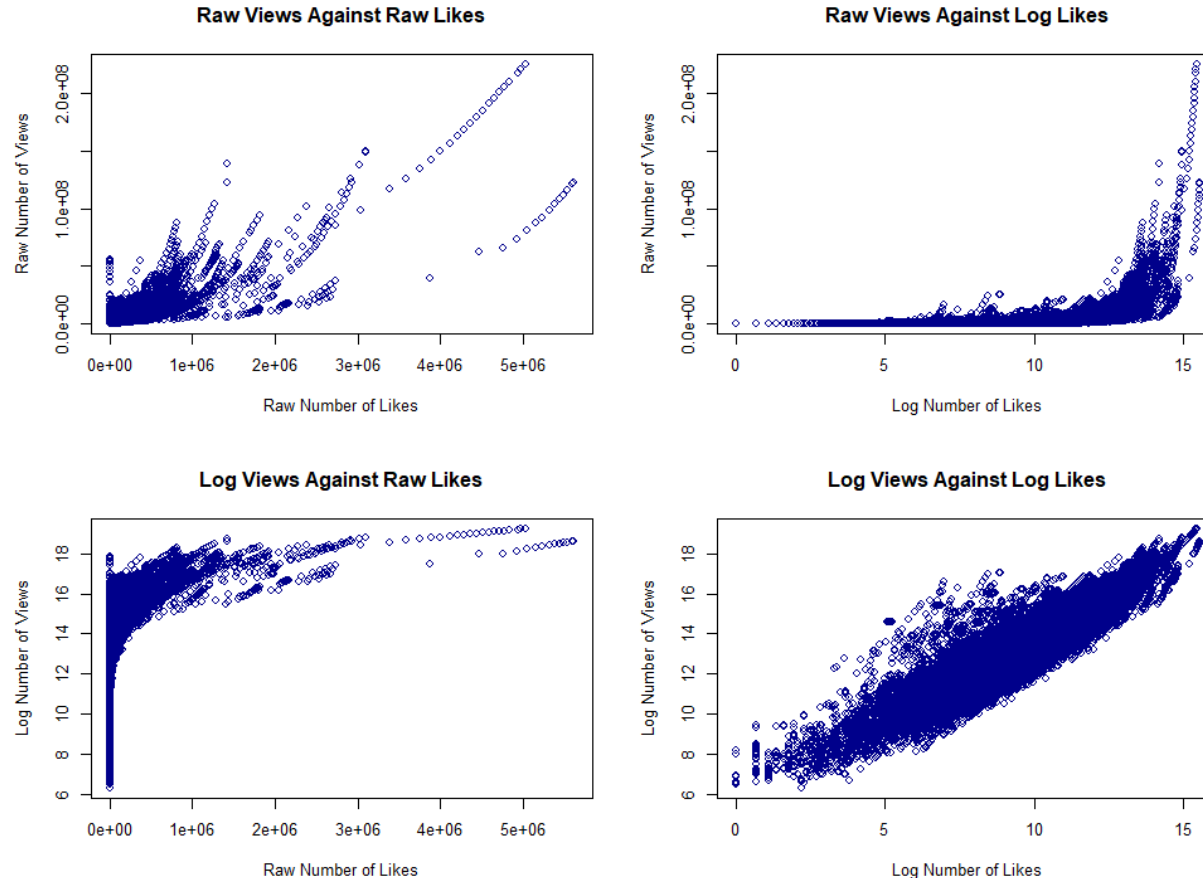 Raw Views Against Raw Likes
Raw Number of Views
0.0e+00 1.0e+08 2.0e+08
0e+00 1e+06 2e+06 3e+06 4e+06 5e+06
Raw Number of Likes
Raw Views Against Log Likes
Raw Number of Views
0.0e+00 1.0e+08 2.0e+08
0 5 10 15
Log Number of Likes
Log Views Against Raw Likes
Log Number of Views
6 8 10 12 14 16 18
0e+00 1e+06 2e+06 3e+06 4e+06 5e+06
Raw Number of Likes
Log Views Against Log Likes
Log Number of Views
6 8 10 12 14 16 18
0 5 10 15
Log Number of Likes